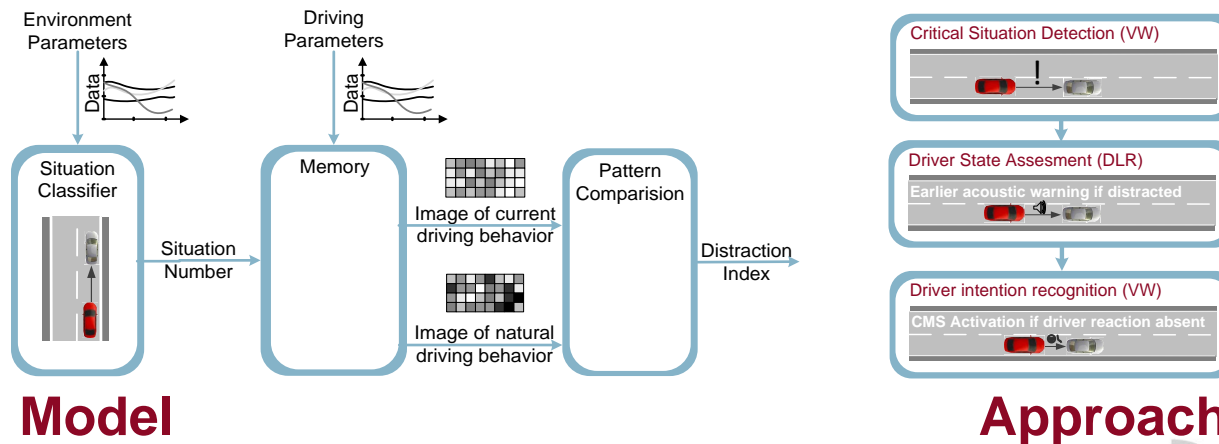 Environment
Parameters
Data
Driving
Parameters
Data
Situation
Classifier
Situation
Number
Memory
Image of current
driving behavior
Image of natural
driving behavior
Pattern
Comparision
Distraction
Index
Model
Critical Situation Detection (VW)
!
Driver State Assesment (DLR)
Earlier acoustic warning if distracted
Driver intention recognition (VW)
CMS Activation if driver reaction absent
Approach